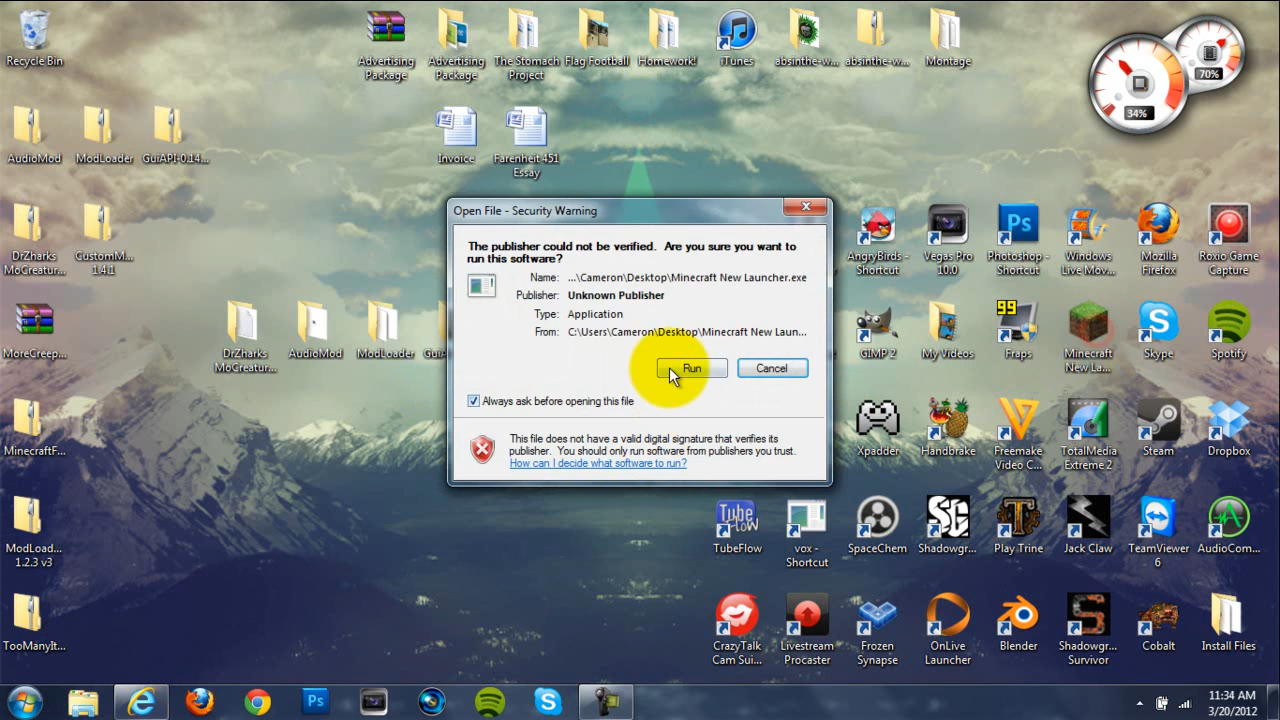 Recycle Bin
Advertising
Package
Advertising
Package
The Stomach
Project
Flag Football
Homework!
iTunes
absinthe-w...
absinthe-w...
Montage
70%
34%
AudioMod
ModLoader
GuiAPI-0.14...
Invoice
Farenheit 451
Essay
DrZharks
MoCreatur...
CustomM...
1.4.1
Open File - Security Warning
The publisher could not be verified. Are you sure you want to
run this software?
Name: ...\Cameron\Desktop\Minecraft New Launcher.exe
Publisher: Unknown Publisher
Type: Application
From: C:\Users\Cameron\Desktop\Minecraft New Laun...
Run
Cancel
Always ask before opening this file
This file does not have a valid digital signature that verifies its
publisher. You should only run software from publishers you trust.
How can I decide what software to run?
AngryBirds -
Shortcut
Vegas Pro
10.0
Ps
Photoshop -
Shortcut
Windows
Live Mov...
Mozilla
Firefox
Roxio Game
Capture
MoreCreep...
DrZharks
MoCreatur...
AudioMod
ModLoader
GIMP 2
My Videos
99
Fraps
Minecraft
New La...
Skype
Spotify
MinecraftF...
Xpadder
Handbrake
Freemake
Video C...
TotalMedia
Extreme 2
Steam
Dropbox
ModLoad...
1.2.3 v3
Tube
TubeFlow
vox -
Shortcut
SpaceChem
SG
Shadowgr...
Play Trine
Jack Claw
TeamViewer
6
AudioCom...
TooManyIt...
CrazyTalk
Cam Sui...
Livestream
Procaster
Frozen
Synapse
OnLive
Launcher
Blender
Shadowgr...
Survivor
Cobalt
Install Files
Ps
11:34 AM
3/20/2012